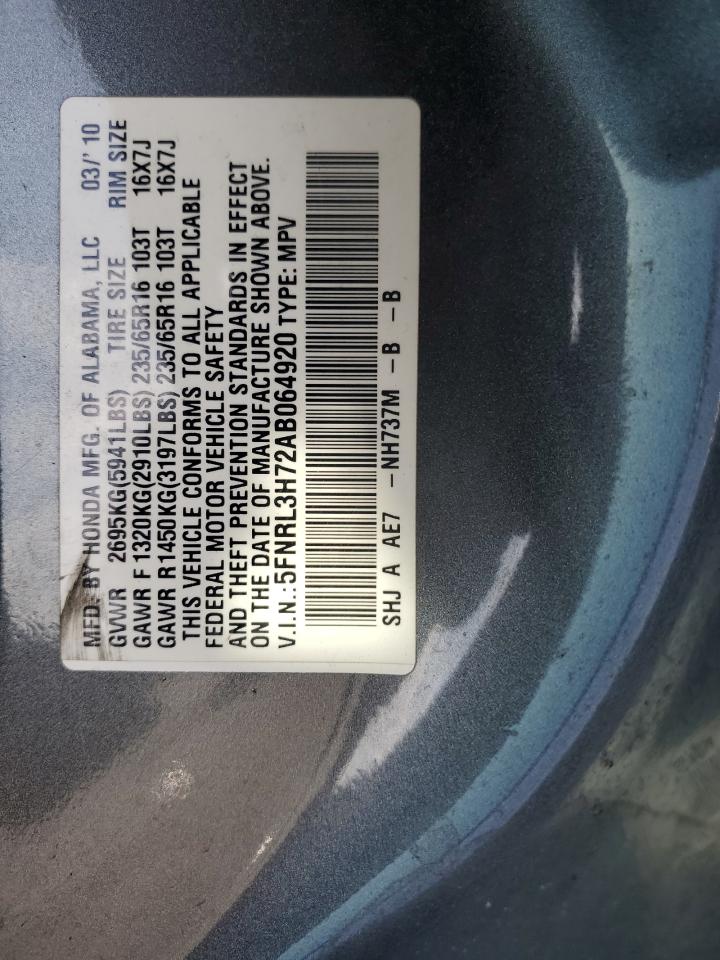 MFD. BY HONDA MFG. OF ALABAMA, LLC 03/'10
GVWR 2695KG(5941LBS) TIRE SIZE RIM SIZE
GAWR F 1320KG(2910LBS) 235/65R16 103T 16X7J
GAWR R 1450KG(3197LBS) 235/65R16 103T 16X7J
THIS VEHICLE CONFORMS TO ALL APPLICABLE
FEDERAL MOTOR VEHICLE SAFETY
AND THEFT PREVENTION STANDARDS IN EFFECT
ON THE DATE OF MANUFACTURE SHOWN ABOVE.
V.I.N.:5FNRL3H72AB064920 TYPE: MPV
SHJ A AE7 -NH737M -B -B